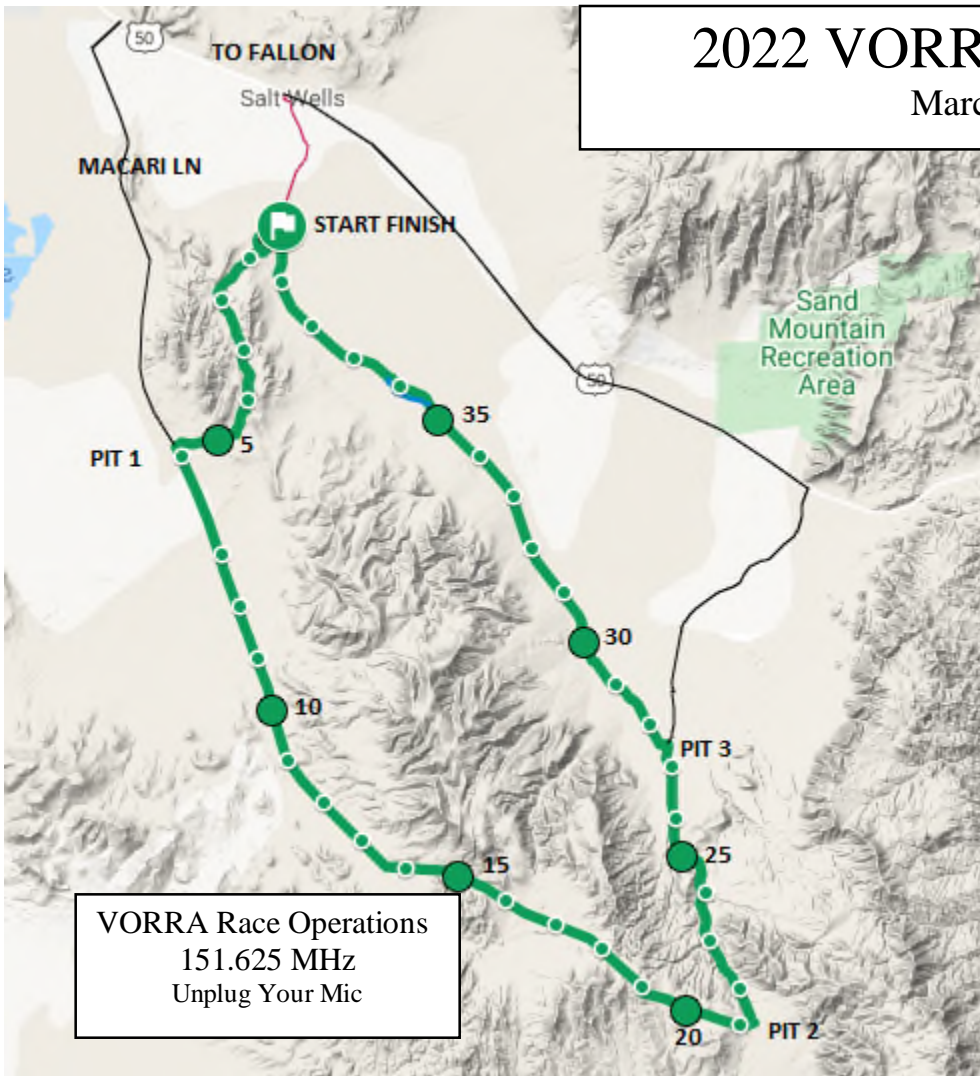 2022 VORR
Marc
50
TO FALLON
Salt Wells
MACARI LN
START FINISH
Sand
Mountain
Recreation
Area
50
35
PIT 1
5
30
10
PIT 3
25
15
VORRA Race Operations
151.625 MHz
Unplug Your Mic
20
PIT 2